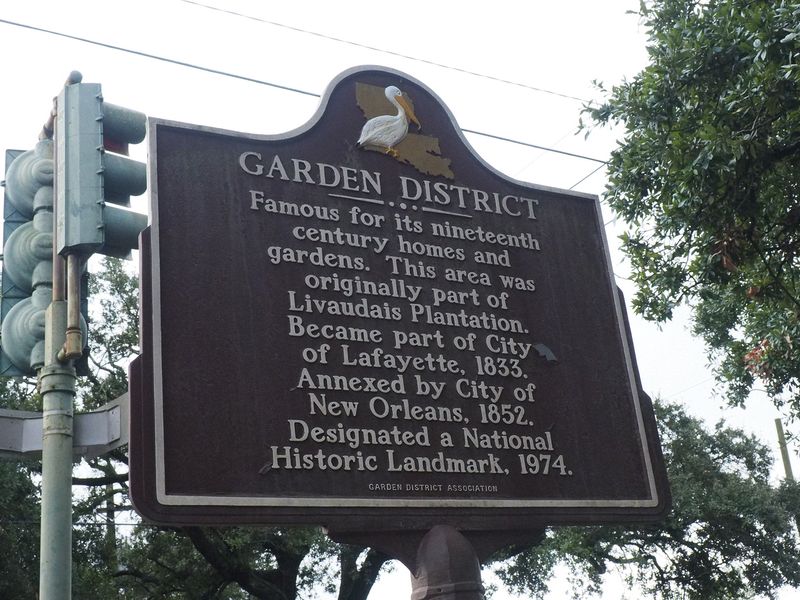 GARDEN DISTRICT
Famous for its nineteenth
century homes and
gardens. This area was
originally part of
Livaudais Plantation.
Became part of City
of Lafayette, 1833.
Annexed by City of
New Orleans, 1852.
Designated a National
Historic Landmark, 1974.
GARDEN DISTRICT ASSOCIATION